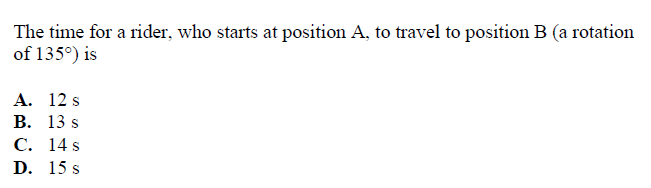 The time for a rider, who starts at position A, to travel to position B (a rotation
of 135°) is
A. 12 s
B. 13 s
C. 14 s
D. 15 s